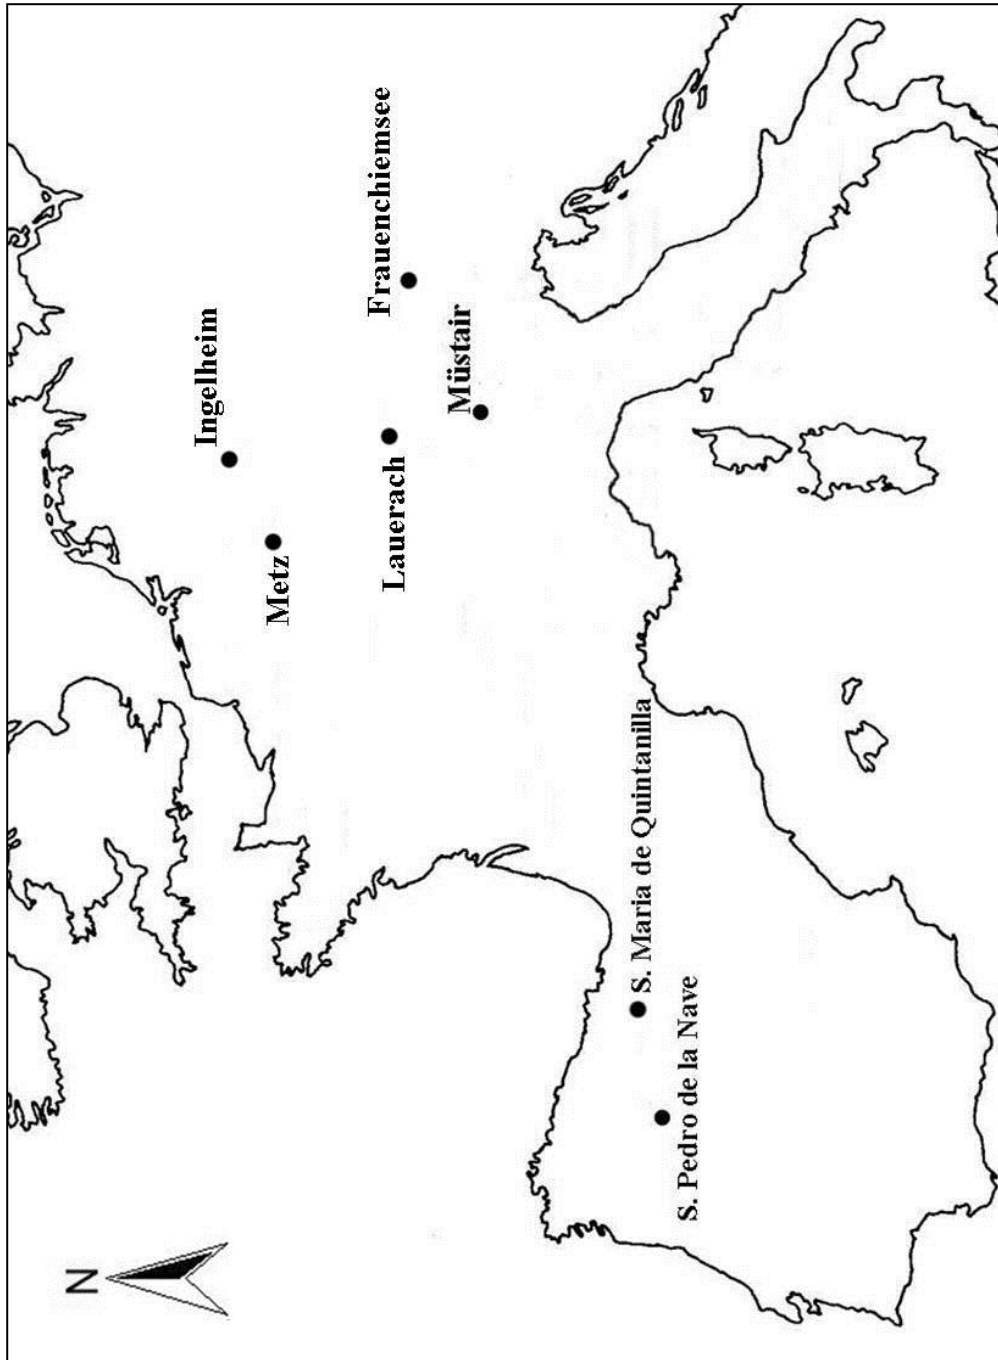 N
Ingelheim
Metz
Frauenchiemsee
Lauerach
Müstair
S. Maria de Quintanilla
S. Pedro de la Nave